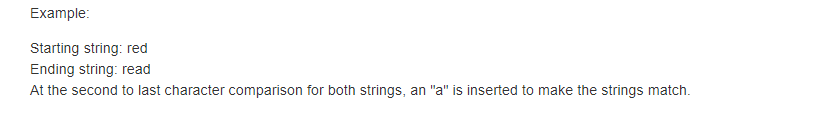 Example:
Starting string: red
Ending string: read
At the second to last character comparison for both strings, an "a" is inserted to make the strings match.